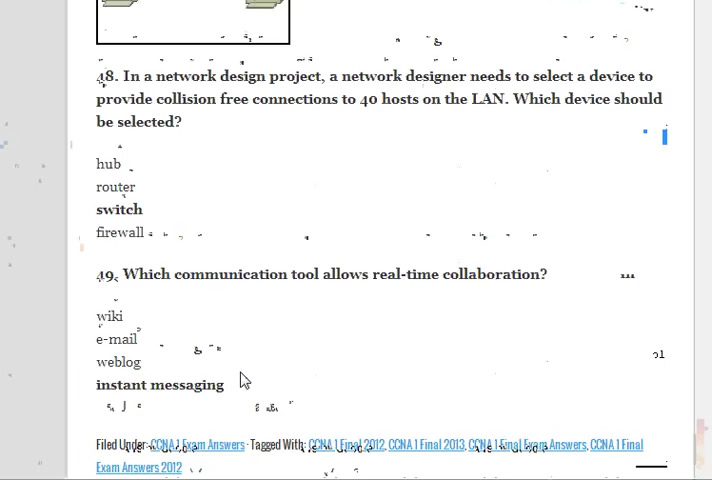 48. In a network design project, a network designer needs to select a device to
provide collision free connections to 40 hosts on the LAN. Which device should
be selected?
hub
router
switch
firewall
49. Which communication tool allows real-time collaboration?
wiki
e-mail
weblog
instant messaging
Filed Under: CCNA 1 Exam Answers · Tagged With: CCNA 1 Final 2012, CCNA 1 Final 2013, CCNA 1 Final Exam Answers, CCNA 1 Final
Exam Answers 2012